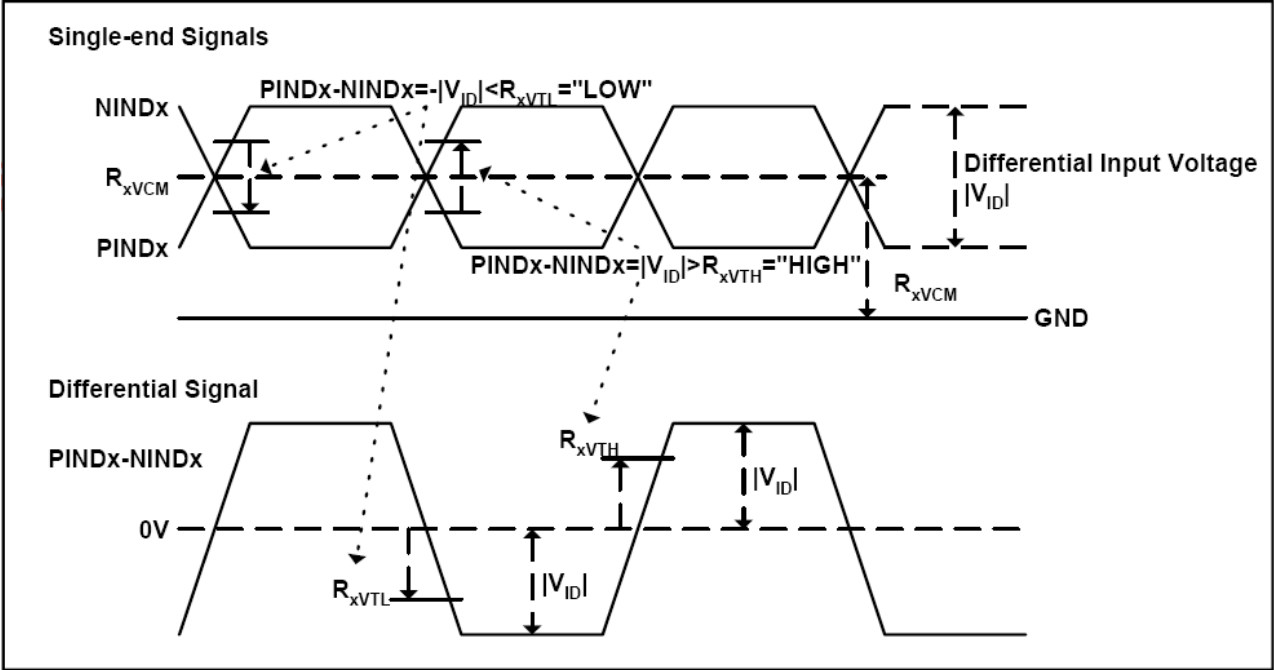 Single-end Signals
PINDx-NINDx=-|VID|<RxVTL="LOW"
NINDx
RxVCM
Differential Input Voltage
|VID|
PINDx
PINDx-NINDx=|VID|>RxVTH="HIGH"
RxVCM
GND
Differential Signal
RxVTH
PINDx-NINDx
|VID|
0V
RxVTL
|VID|